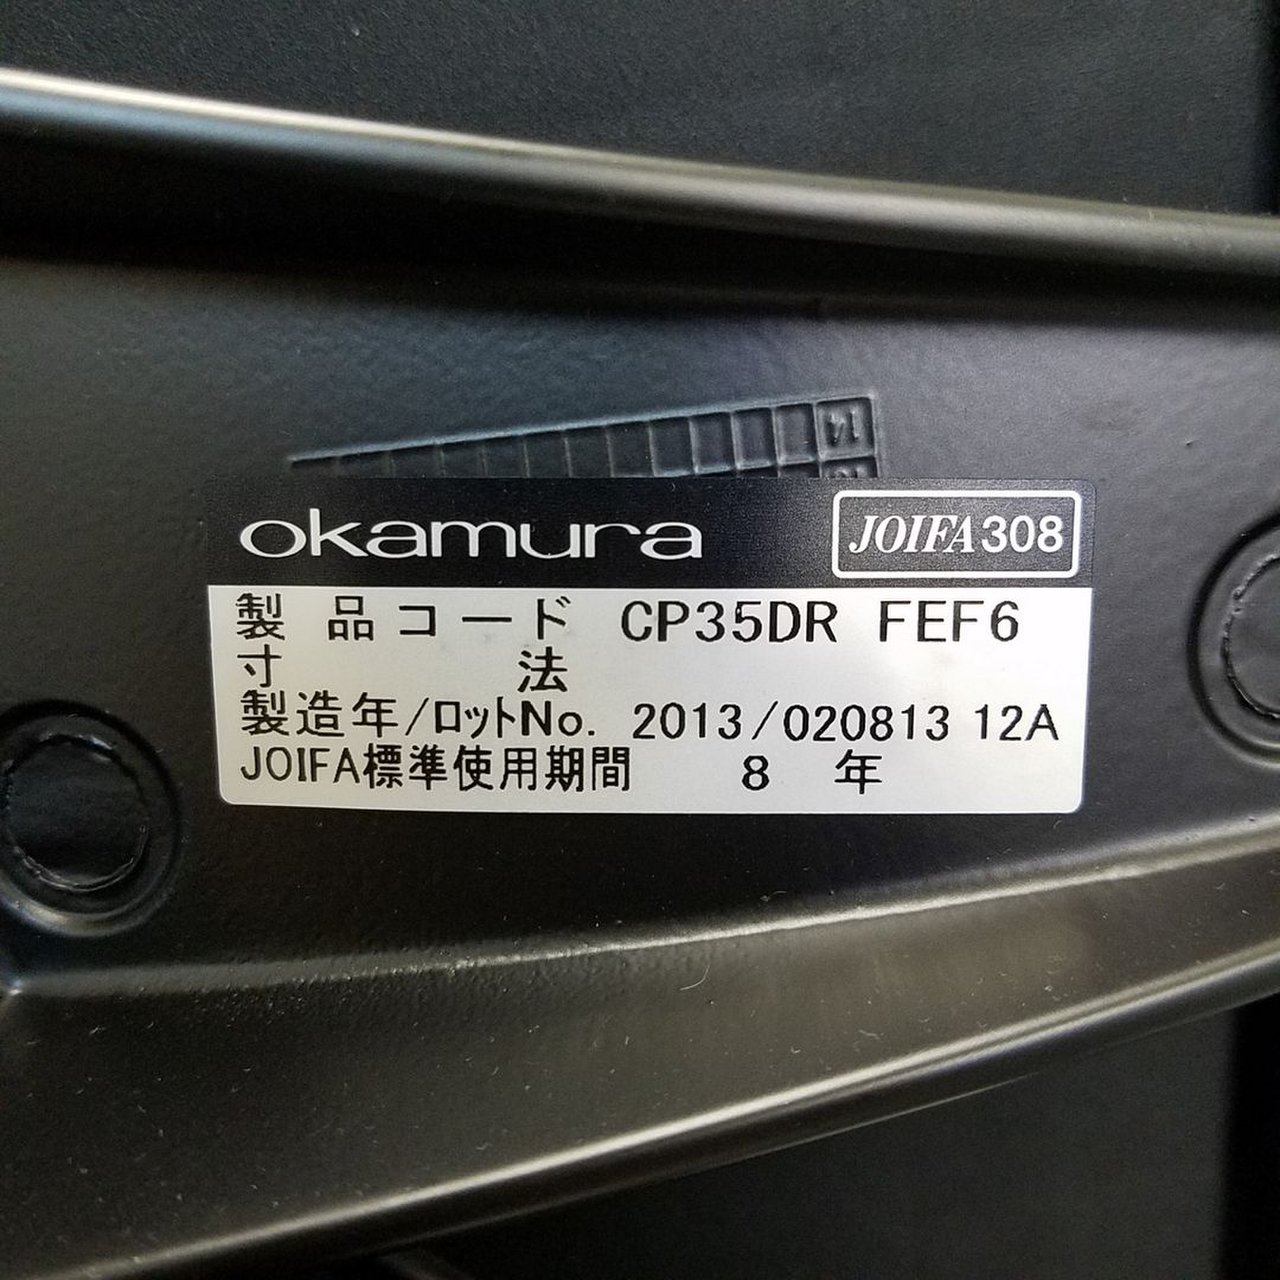 14
okamura
JOIFA308
製品コード CP35DR FEF6
寸法
製造年/ロットNo. 2013/020813 12A
JOIFA標準使用期間 8 年